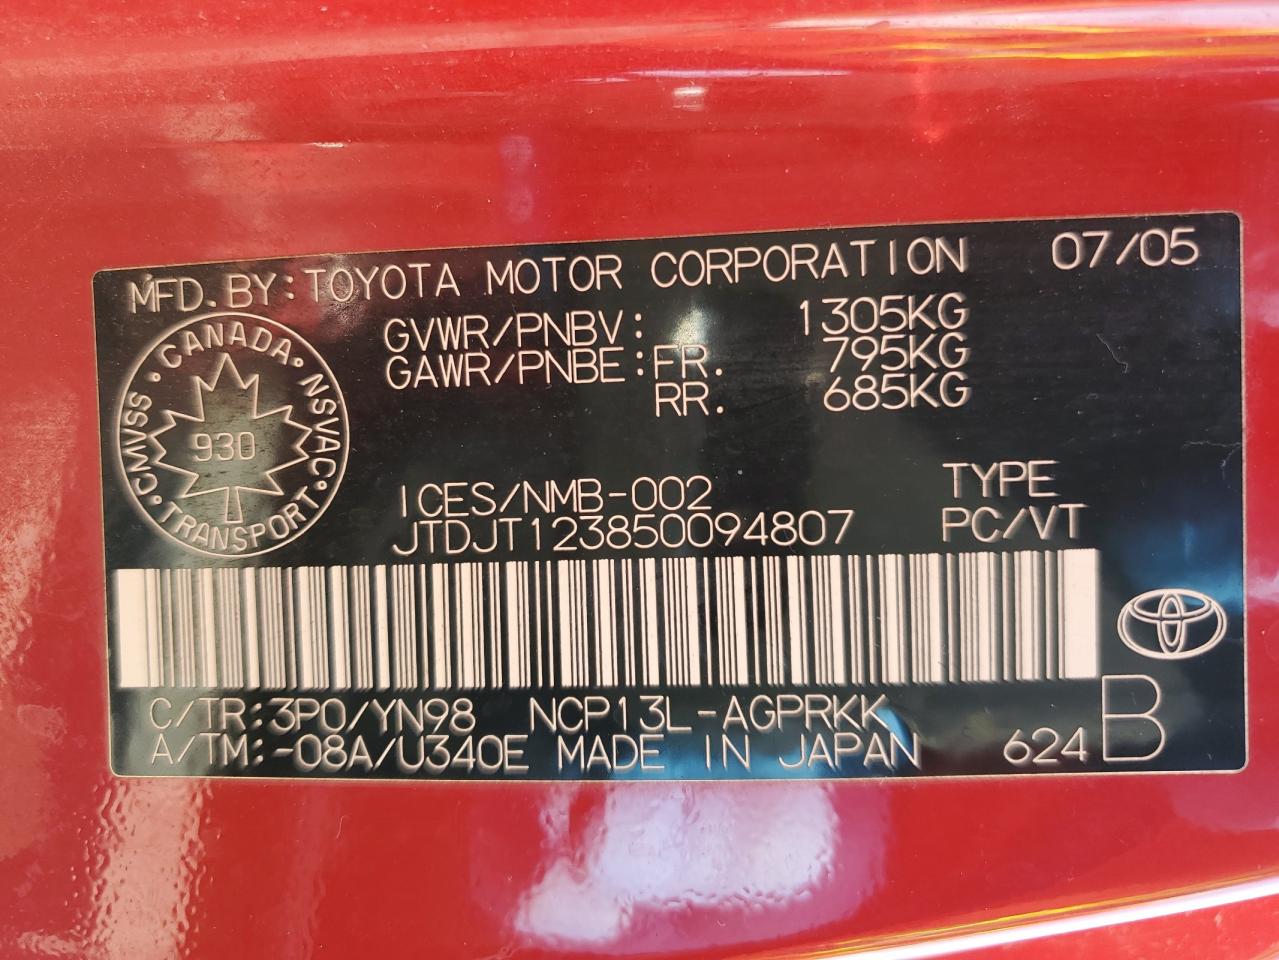 MFD. BY: TOYOTA MOTOR CORPORATION 07/05
GVWR/PNBV: 1305KG
GAWR/PNBE: FR. 795KG
RR. 685KG
CANADA · NSVAC · TRANSPORT · CMVSS ·
930
ICES/NMB-002
JTDJT123850094807
TYPE
PC/VT
C/TR: 3P0/YN98 NCP13L-AGPRKK
A/TM: -08A/U340E MADE IN JAPAN 624 B